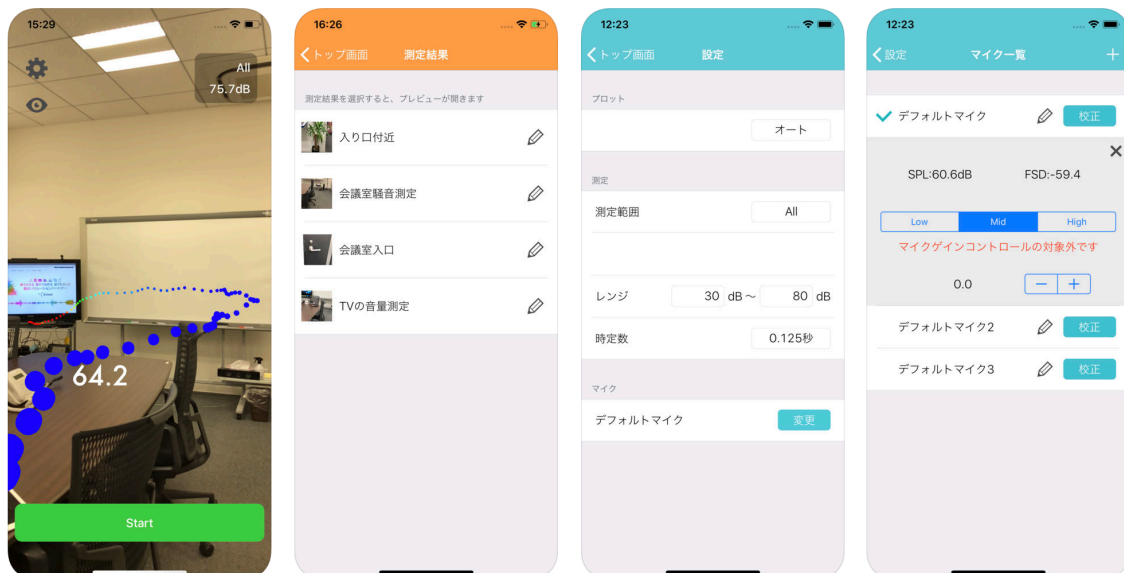 15:29
All
75.7dB
64.2
Start
16:26
トップ画面 測定結果
測定結果を選択すると、プレビューが開きます
入り口付近
会議室騒音測定
会議室入口
TVの音量測定
12:23
トップ画面 設定
プロット
オート
測定
測定範囲 All
レンジ 30 dB～ 80 dB
時定数 0.125秒
マイク
デフォルトマイク 変更
12:23
設定 マイク一覧 +
デフォルトマイク 校正
SPL:60.6dB FSD:-59.4
Low Mid High
マイクゲインコントロールの対象外です
0.0 − +
デフォルトマイク2 校正
デフォルトマイク3 校正